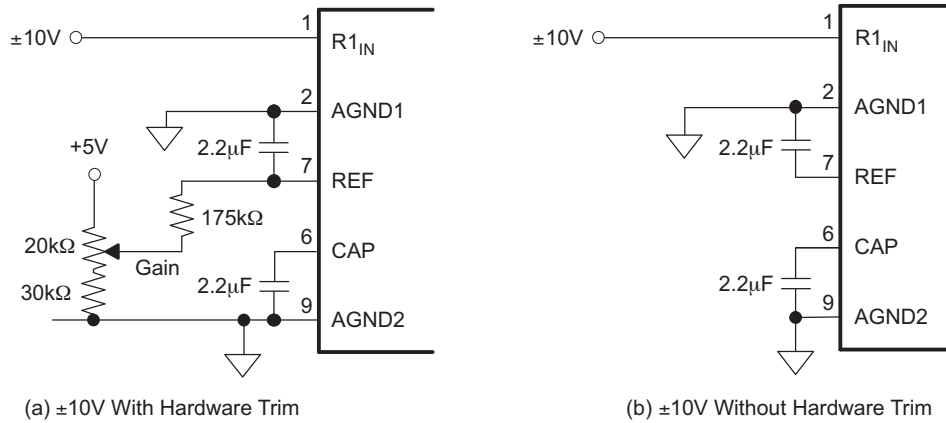 1
±10V
R1IN
2
AGND1
2.2μF
+5V
7
REF
175kΩ
20kΩ
6
CAP
Gain
30kΩ
2.2μF
9
AGND2
(a) ±10V With Hardware Trim
1
±10V
R1IN
2
AGND1
2.2μF
7
REF
6
CAP
2.2μF
9
AGND2
(b) ±10V Without Hardware Trim